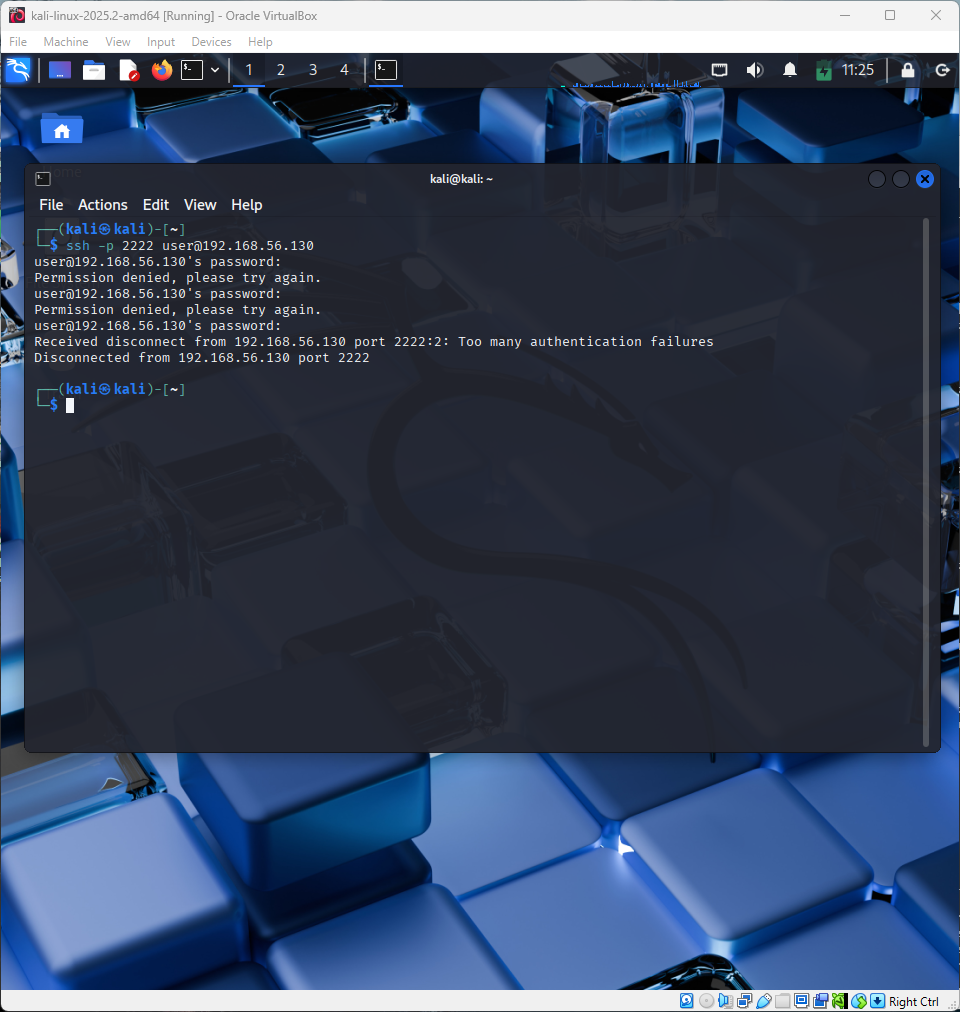 kali-linux-2025.2-amd64 [Running] - Oracle VirtualBox
File Machine View Input Devices Help
1 2 3 4 11:25
Home
kali@kali: ~
File Actions Edit View Help
┌──(kali㉿kali)-[~]
└─$ ssh -p 2222 user@192.168.56.130
user@192.168.56.130's password:
Permission denied, please try again.
user@192.168.56.130's password:
Permission denied, please try again.
user@192.168.56.130's password:
Received disconnect from 192.168.56.130 port 2222:2: Too many authentication failures
Disconnected from 192.168.56.130 port 2222
┌──(kali㉿kali)-[~]
└─$
Right Ctrl